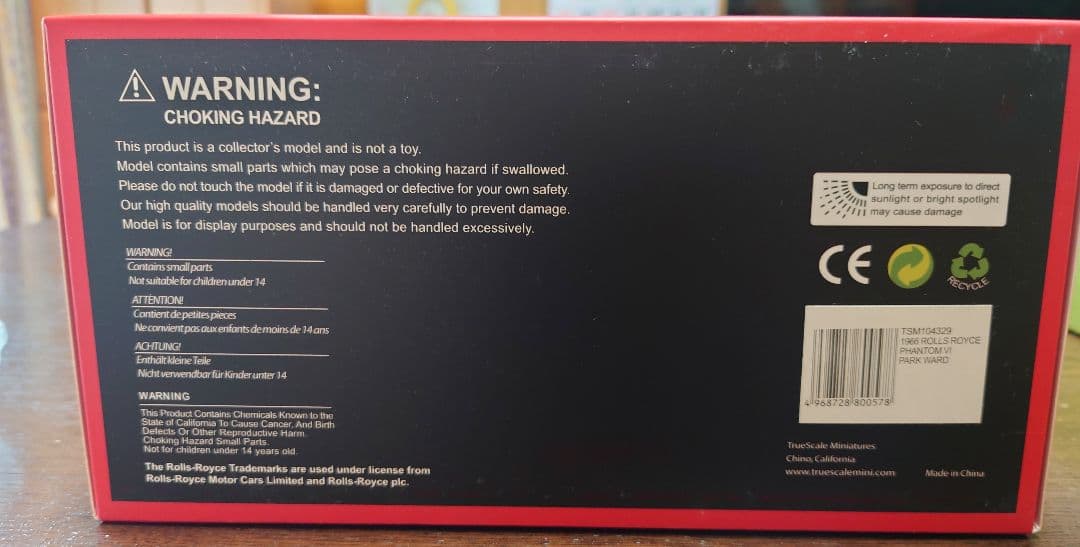 WARNING:
CHOKING HAZARD
This product is a collector's model and is not a toy.
Model contains small parts which may pose a choking hazard if swallowed.
Please do not touch the model if it is damaged or defective for your own safety.
Our high quality models should be handled very carefully to prevent damage.
Model is for display purposes and should not be handled excessively.
WARNING!
Contains small parts
Not suitable for children under 14
ATTENTION!
Contient de petites pieces
Ne convient pas aux enfants de moins de 14 ans
ACHTUNG!
Enthält kleine Teile
Nicht verwendbar für Kinder unter 14
WARNING
This Product Contains Chemicals Known to the
State of California To Cause Cancer, And Birth
Defects Or Other Reproductive Harm.
Choking Hazard Small Parts.
Not for children under 14 years old.
The Rolls-Royce Trademarks are used under license from
Rolls-Royce Motor Cars Limited and Rolls-Royce plc.
Long term exposure to direct
sunlight or bright spotlight
may cause damage
CE
RECYCLE
TSM104329
1966 ROLLS ROYCE
PHANTOM VI
PARK WARD
4 968728 800578
TrueScale Miniatures
Chino, California
www.truescalemini.com
Made in China